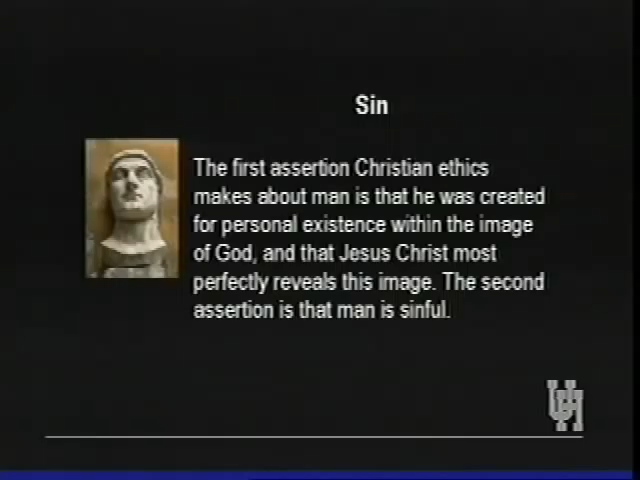 Sin
The first assertion Christian ethics
makes about man is that he was created
for personal existence within the image
of God, and that Jesus Christ most
perfectly reveals this image. The second
assertion is that man is sinful.
UH